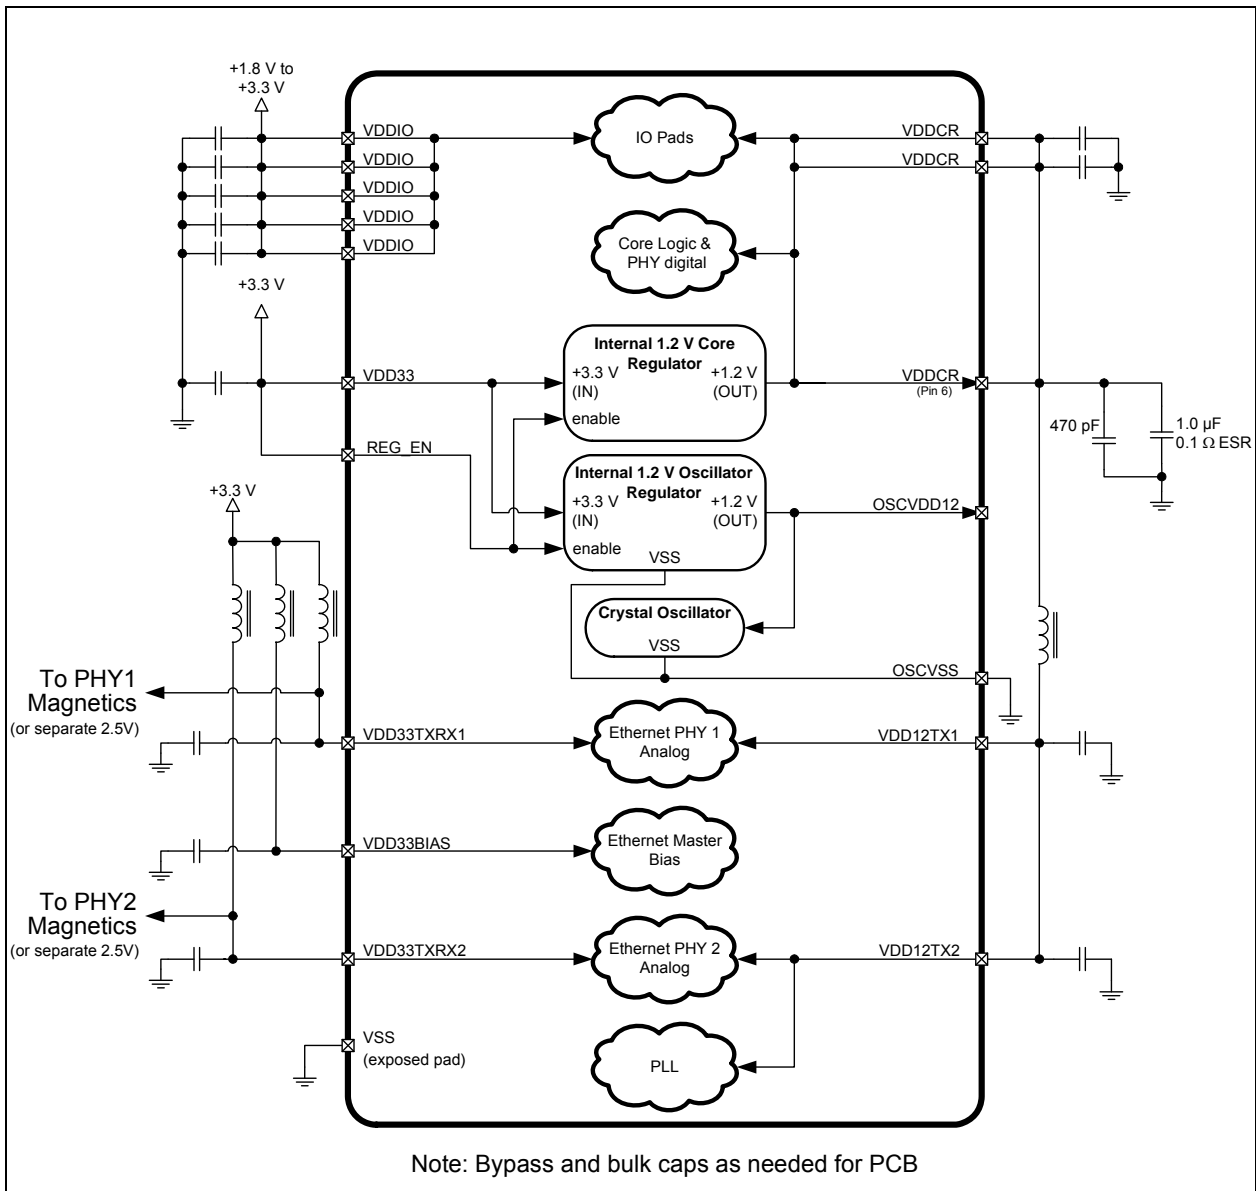 +1.8 V to
+3.3 V
VDDIO
VDDIO
VDDIO
VDDIO
VDDIO
IO Pads
VDDCR
VDDCR
Core Logic &
PHY digital
+3.3 V
Internal 1.2 V Core
Regulator
+3.3 V
(IN)
+1.2 V
(OUT)
enable
VDD33
VDDCR
(Pin 6)
470 pF
1.0 µF
0.1 Ω ESR
REG_EN
Internal 1.2 V Oscillator
Regulator
+3.3 V
(IN)
+1.2 V
(OUT)
enable
VSS
OSCVDD12
+3.3 V
Crystal Oscillator
VSS
OSCVSS
To PHY1
Magnetics
(or separate 2.5V)
VDD33TXRX1
Ethernet PHY 1
Analog
VDD12TX1
VDD33BIAS
Ethernet Master
Bias
To PHY2
Magnetics
(or separate 2.5V)
VDD33TXRX2
Ethernet PHY 2
Analog
VDD12TX2
VSS
(exposed pad)
PLL
Note: Bypass and bulk caps as needed for PCB